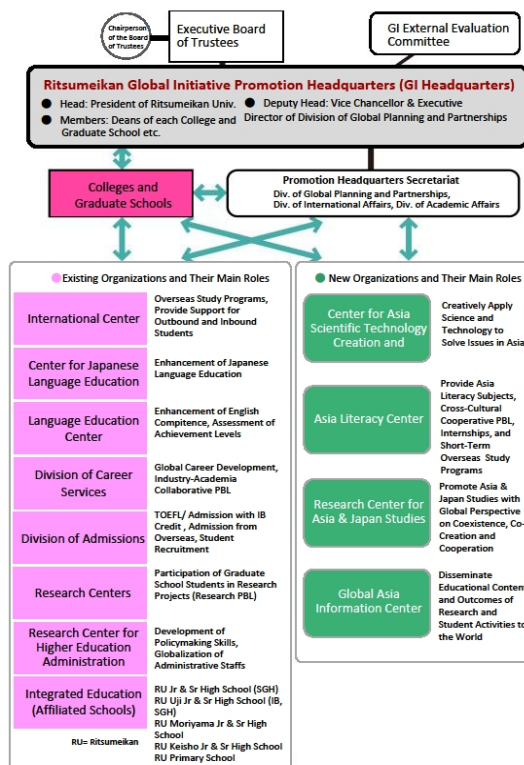 Chairperson
of the Board
of Trustees
Executive Board
of Trustees
GI External Evaluation
Committee
Ritsumeikan Global Initiative Promotion Headquarters (GI Headquarters)
● Head: President of Ritsumeikan Univ.
● Members: Deans of each College and
Graduate School etc.
● Deputy Head: Vice Chancellor & Executive
Director of Division of Global Planning and Partnerships
Colleges and
Graduate Schools
Promotion Headquarters Secretariat
Div. of Global Planning and Partnerships,
Div. of International Affairs, Div. of Academic Affairs
Existing Organizations and Their Main Roles
International Center
Overseas Study Programs,
Provide Support for
Outbound and Inbound
Students
Center for Japanese
Language Education
Enhancement of Japanese
Language Education
Language Education
Center
Enhancement of English
Compitence, Assessment of
Achievement Levels
Division of Career
Services
Global Career Development,
Industry-Academia
Collaborative PBL
Division of Admissions
TOEFL/ Admission with IB
Credit , Admission from
Overseas, Student
Recruitment
Research Centers
Participation of Graduate
School Students in Research
Projects (Research PBL)
Research Center for
Higher Education
Administration
Development of
Policymaking Skills,
Globalization of
Administrative Staffs
Integrated Education
(Affiliated Schools)
RU= Ritsumeikan
RU Jr & Sr High School (SGH)
RU Uji Jr & Sr High School (IB,
SGH)
RU Moriyama Jr & Sr High
School
RU Keisho Jr & Sr High School
RU Primary School
New Organizations and Their Main Roles
Center for Asia
Scientific Technology
Creation and
Creatively Apply
Science and
Technology to
Solve Issues in Asia
Asia Literacy Center
Provide Asia
Literacy Subjects,
Cross-Cultural
Cooperative PBL,
Internships, and
Short-Term
Overseas Study
Programs
Research Center for
Asia & Japan Studies
Promote Asia &
Japan Studies with
Global Perspective
on Coexistence, Co-
Creation and
Cooperation
Global Asia
Information Center
Disseminate
Educational Content
and Outcomes of
Research and
Student Activities to
the World